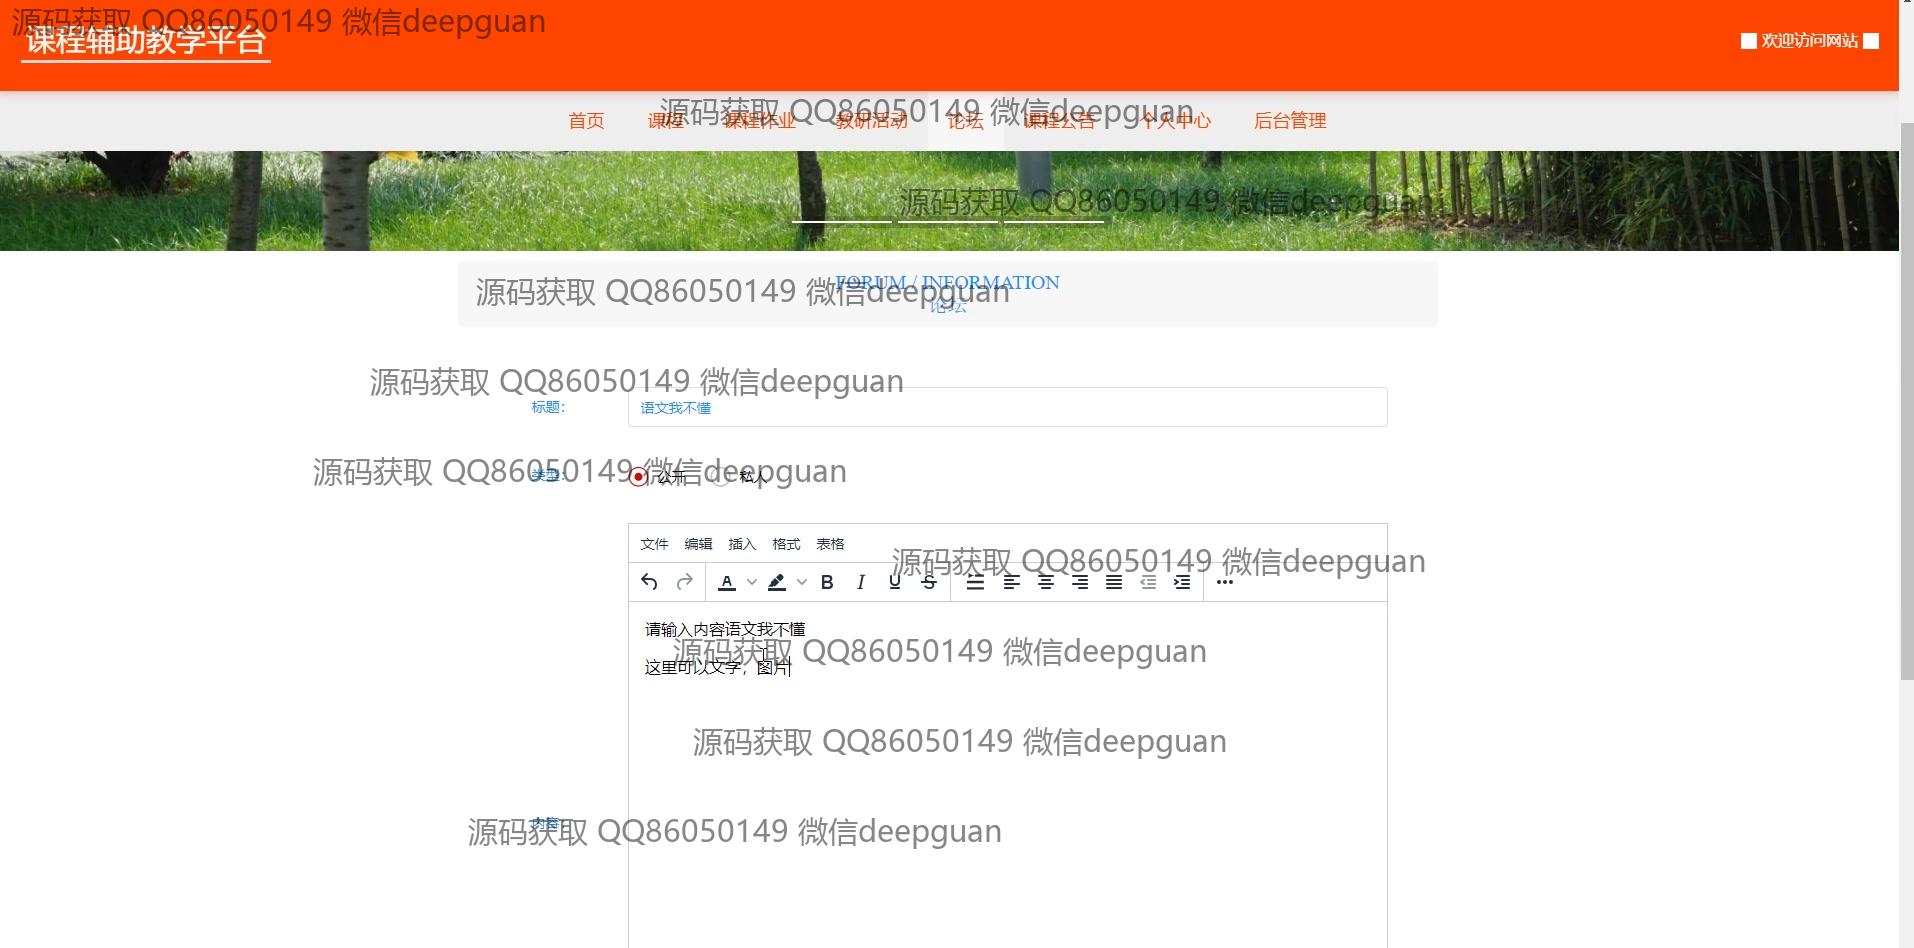 源码获取 QQ86050149 微信deepguan
课程辅助教学平台
欢迎访问网站
源码获取 QQ86050149 微信deepguan
首页 课程 课程作业 教研活动 论坛 课程公告 个人中心 后台管理
源码获取 QQ86050149 微信deepguan
FORUM / INFORMATION
源码获取 QQ86050149 微信deepguan
论坛
源码获取 QQ86050149 微信deepguan
标题: 语文我不懂
源码获取 QQ86050149 微信deepguan
类型: 公开 私人
文件 编辑 插入 格式 表格
源码获取 QQ86050149 微信deepguan
请输入内容语文我不懂
源码获取 QQ86050149 微信deepguan
这里可以文字，图片
源码获取 QQ86050149 微信deepguan
内容:
源码获取 QQ86050149 微信deepguan